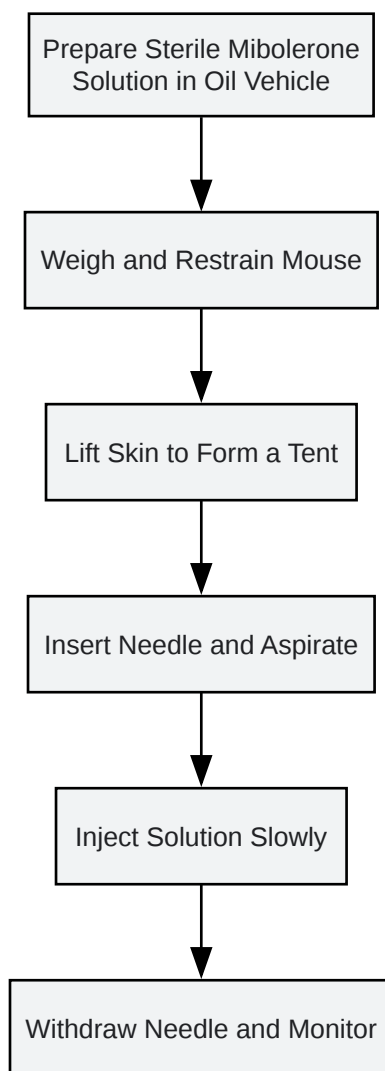 Prepare Sterile Mibolerone
Solution in Oil Vehicle
Weigh and Restrain Mouse
Lift Skin to Form a Tent
Insert Needle and Aspirate
Inject Solution Slowly
Withdraw Needle and Monitor